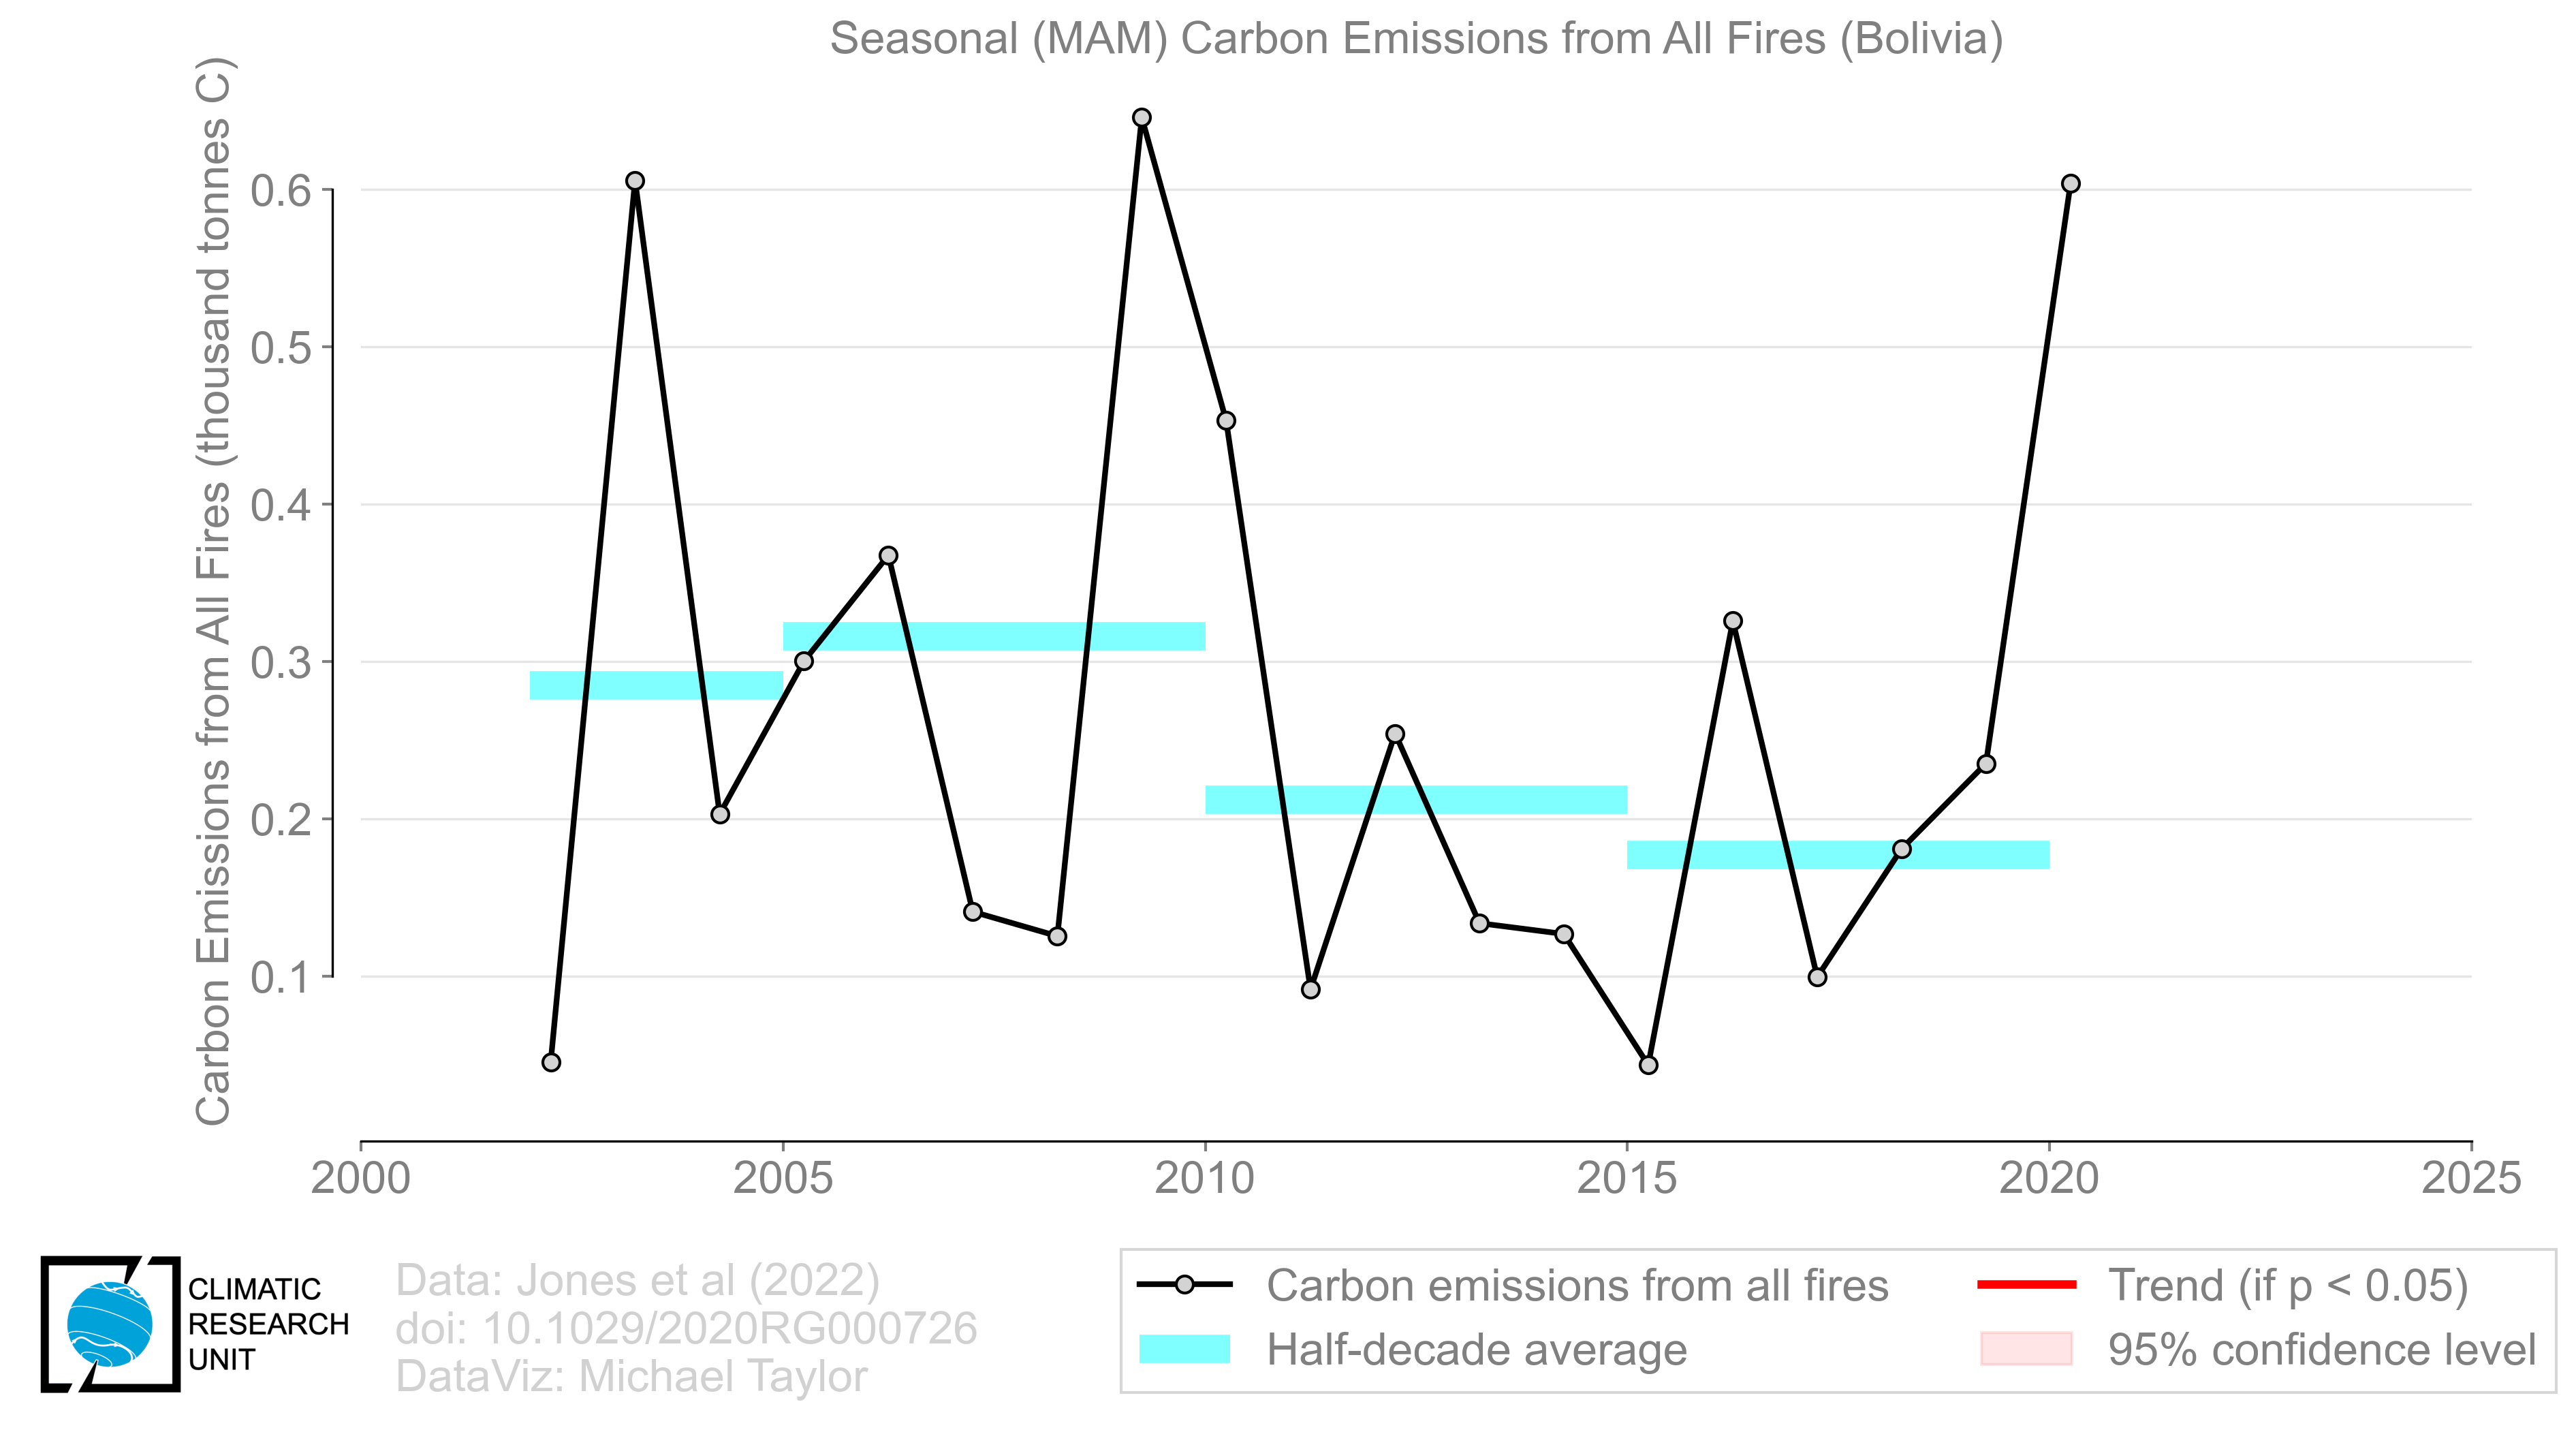 Seasonal (MAM) Carbon Emissions from All Fires (Bolivia)
Carbon Emissions from All Fires (thousand tonnes C)
0.6
0.5
0.4
0.3
0.2
0.1
2000 2005 2010 2015 2020 2025
CLIMATIC
RESEARCH
UNIT
Data: Jones et al (2022)
doi: 10.1029/2020RG000726
DataViz: Michael Taylor
Carbon emissions from all fires
Half-decade average
Trend (if p < 0.05)
95% confidence level